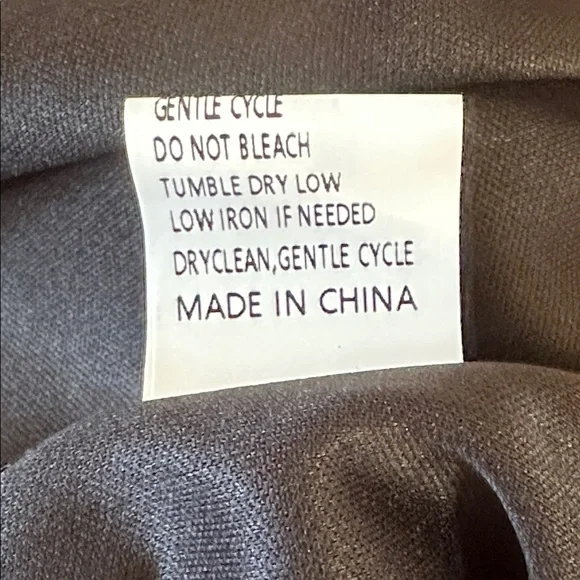 GENTLE CYCLE
DO NOT BLEACH
TUMBLE DRY LOW
LOW IRON IF NEEDED
DRYCLEAN,GENTLE CYCLE
MADE IN CHINA